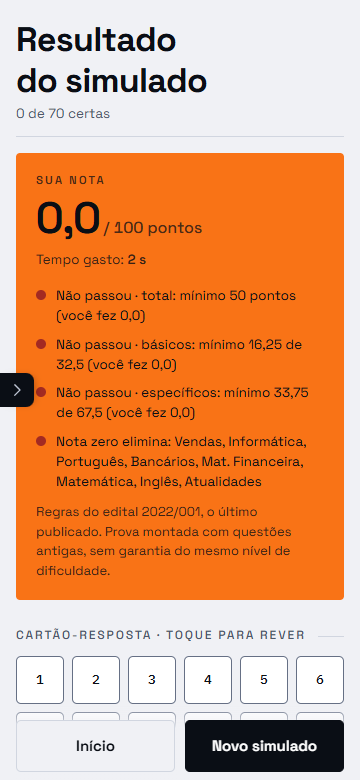 Resultado
do simulado
0 de 70 certas
SUA NOTA
0,0 / 100 pontos
Tempo gasto: 2 s
Não passou · total: mínimo 50 pontos
(você fez 0,0)
Não passou · básicos: mínimo 16,25 de
32,5 (você fez 0,0)
Não passou · específicos: mínimo 33,75
de 67,5 (você fez 0,0)
Nota zero elimina: Vendas, Informática,
Português, Bancários, Mat. Financeira,
Matemática, Inglês, Atualidades
Regras do edital 2022/001, o último
publicado. Prova montada com questões
antigas, sem garantia do mesmo nível de
dificuldade.
CARTÃO-RESPOSTA · TOQUE PARA REVER
1 2 3 4 5 6
Início Novo simulado